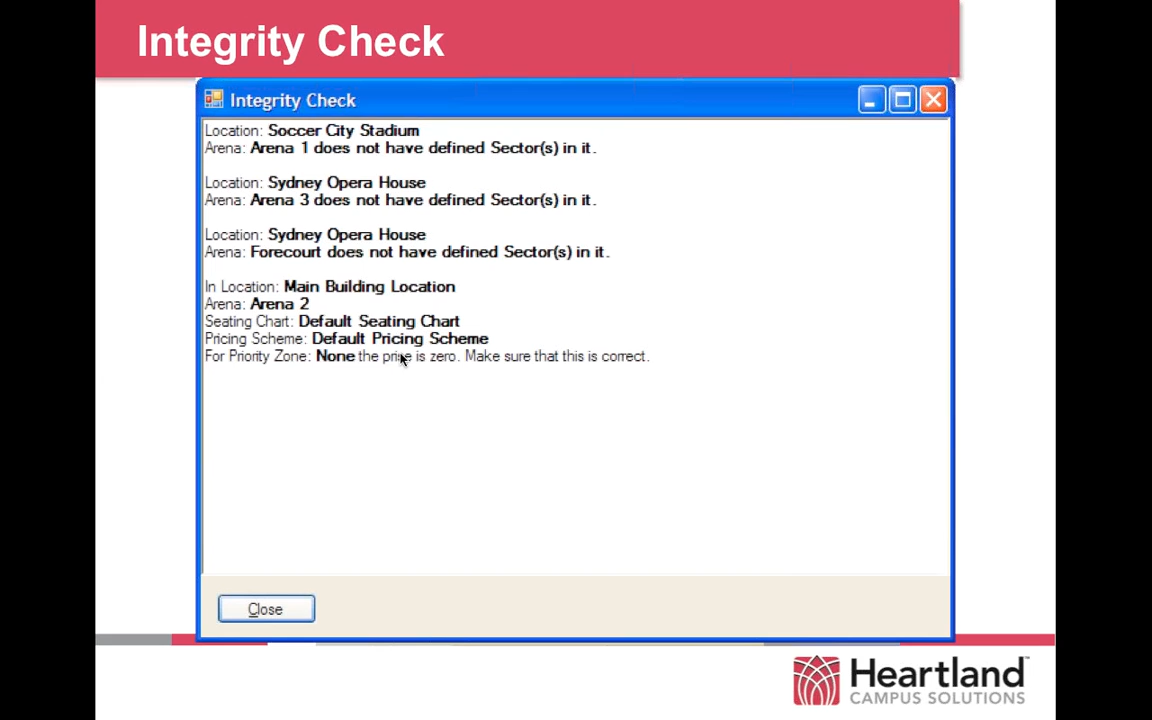 Integrity Check
Integrity Check
Location: Soccer City Stadium
Arena: Arena 1 does not have defined Sector(s) in it.
Location: Sydney Opera House
Arena: Arena 3 does not have defined Sector(s) in it.
Location: Sydney Opera House
Arena: Forecourt does not have defined Sector(s) in it.
In Location: Main Building Location
Arena: Arena 2
Seating Chart: Default Seating Chart
Pricing Scheme: Default Pricing Scheme
For Priority Zone: None the price is zero. Make sure that this is correct.
Close
Heartland™
CAMPUS SOLUTIONS